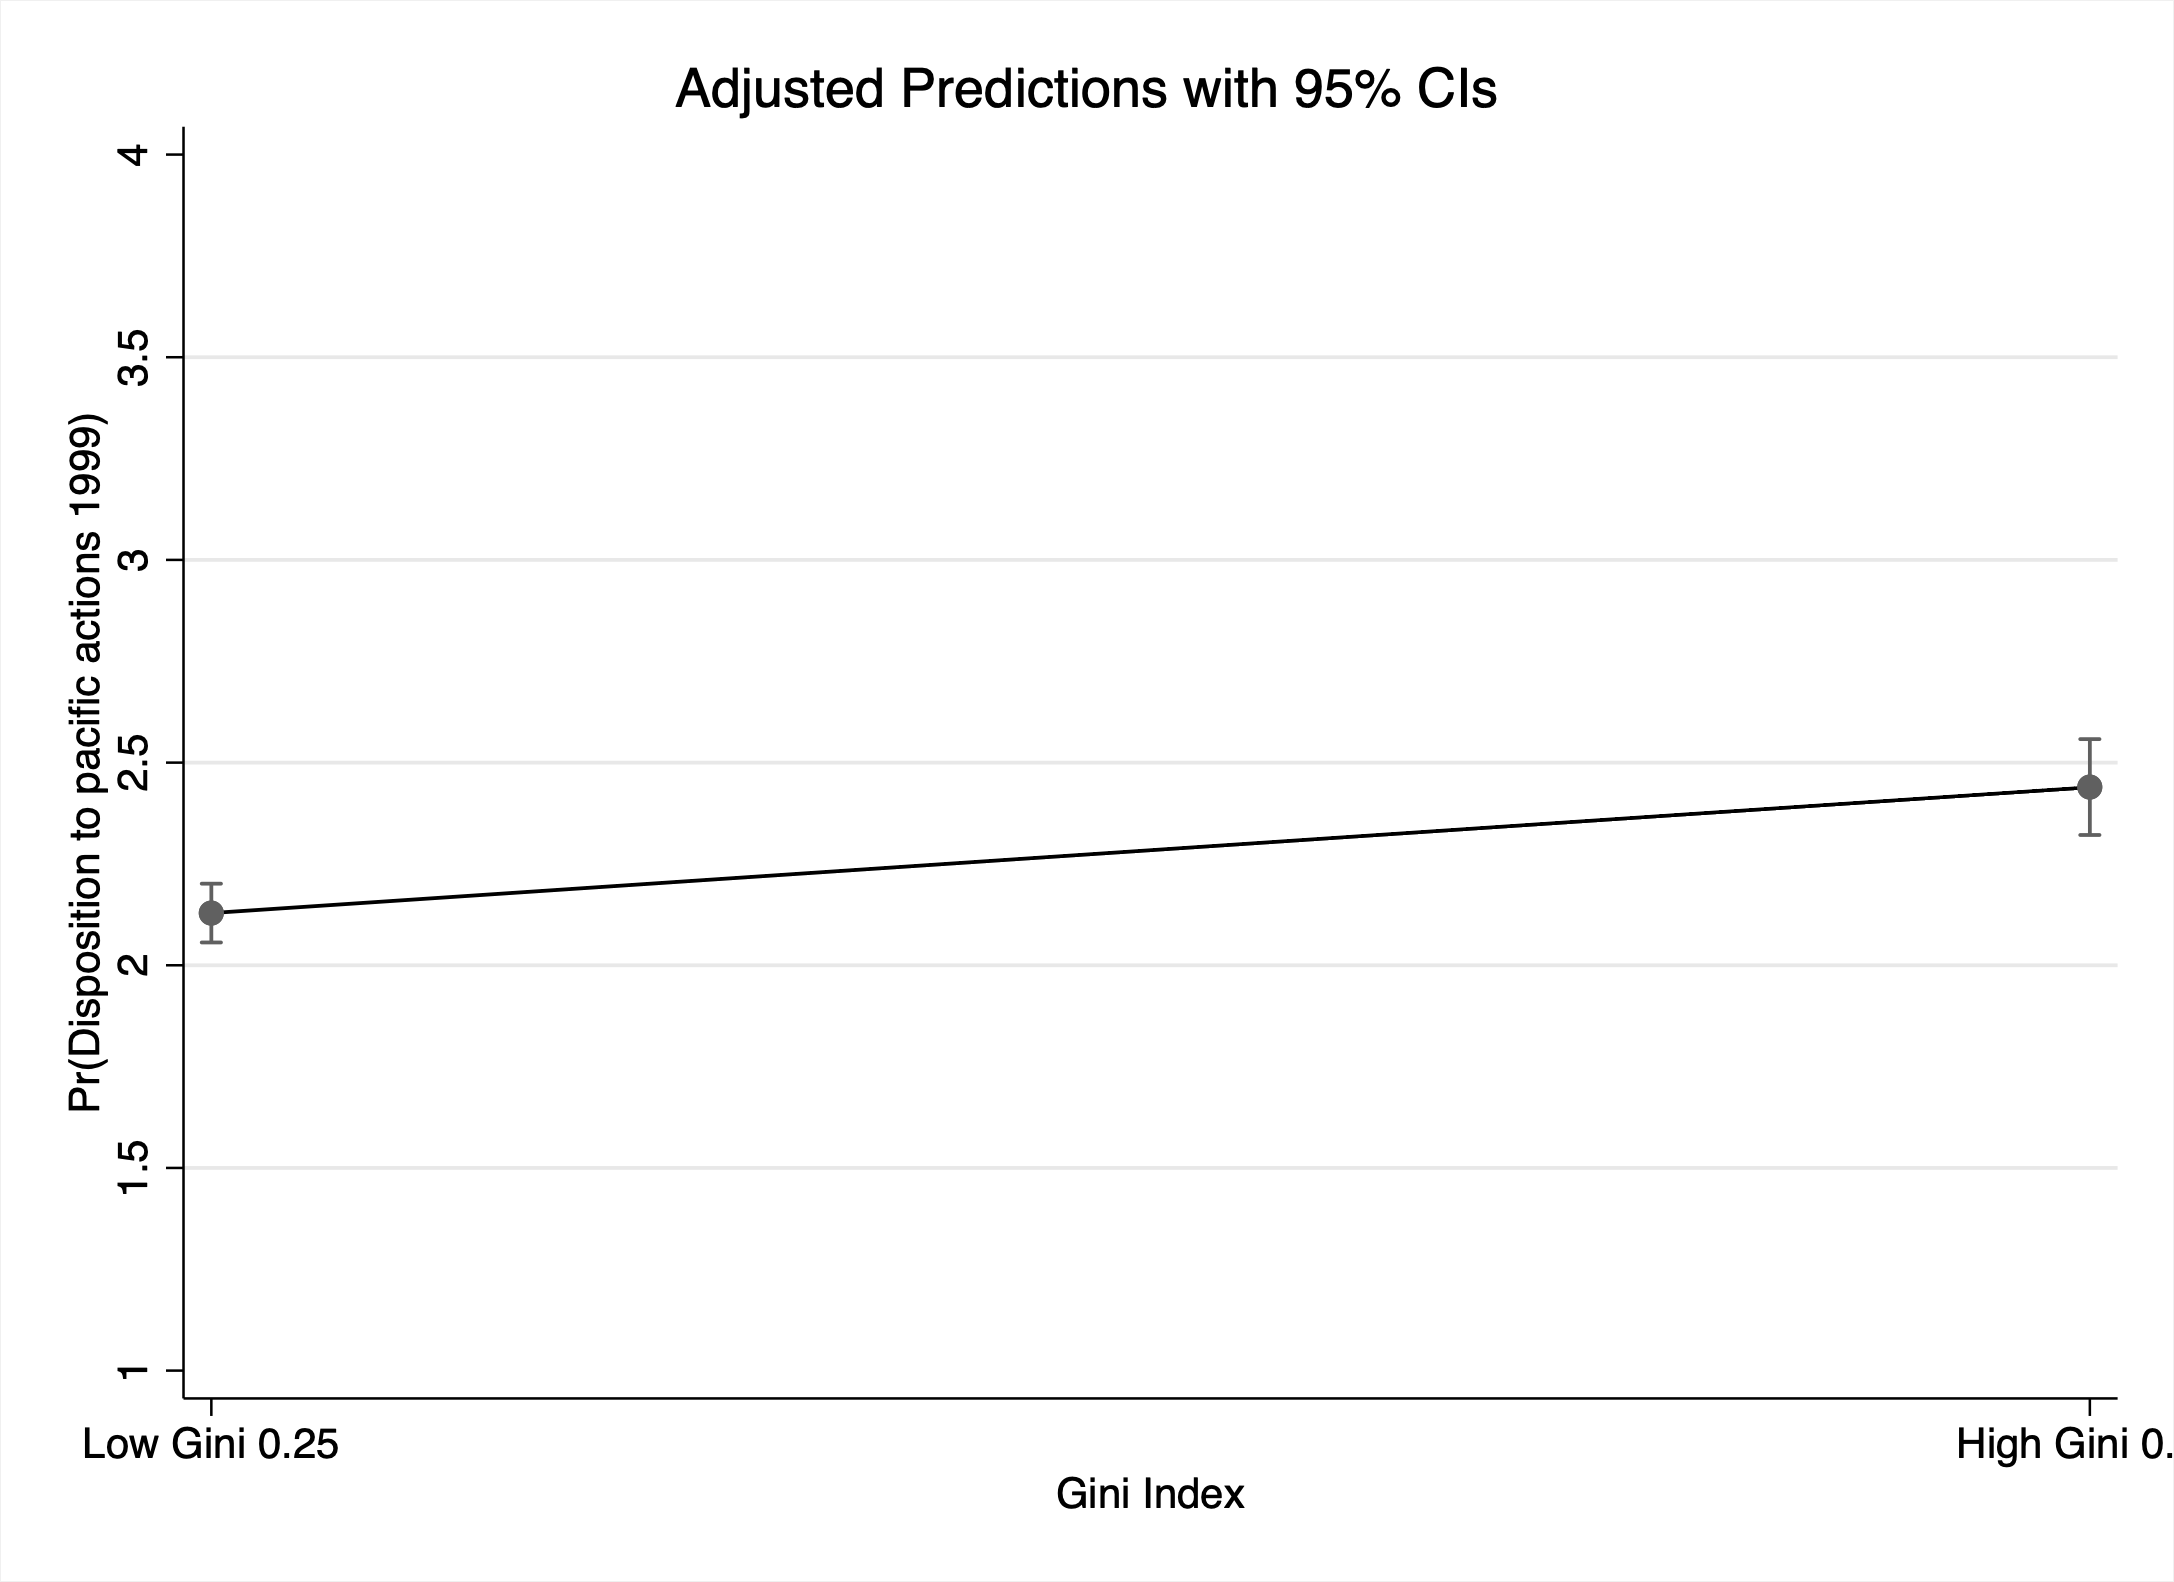 Adjusted Predictions with 95% CIs
Pr(Disposition to pacific actions 1999)
4
3.5
3
2.5
2
1.5
1
Low Gini 0.25
High Gini 0.
Gini Index